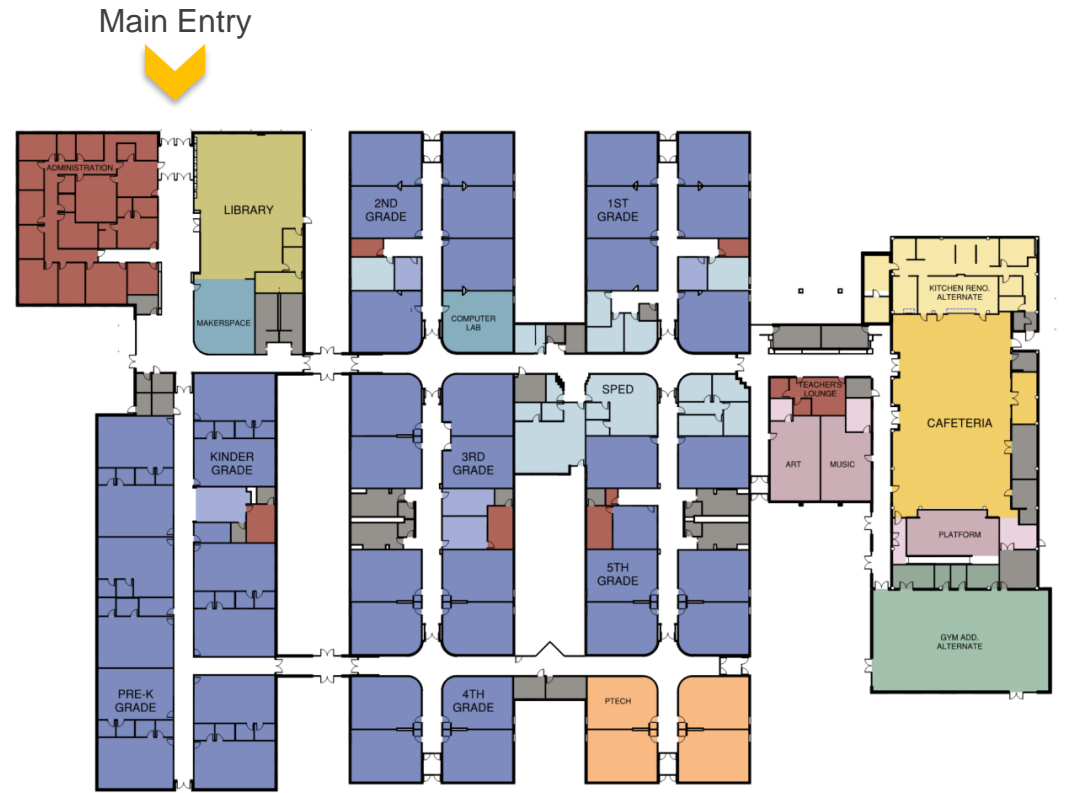 Main Entry
ADMINISTRATION
LIBRARY
2ND
GRADE
1ST
GRADE
KITCHEN RENO.
ALTERNATE
MAKERSPACE
COMPUTER
LAB
SPED
TEACHER'S
LOUNGE
CAFETERIA
KINDER
GRADE
3RD
GRADE
ART
MUSIC
PLATFORM
5TH
GRADE
GYM ADD.
ALTERNATE
PRE-K
GRADE
4TH
GRADE
PTECH